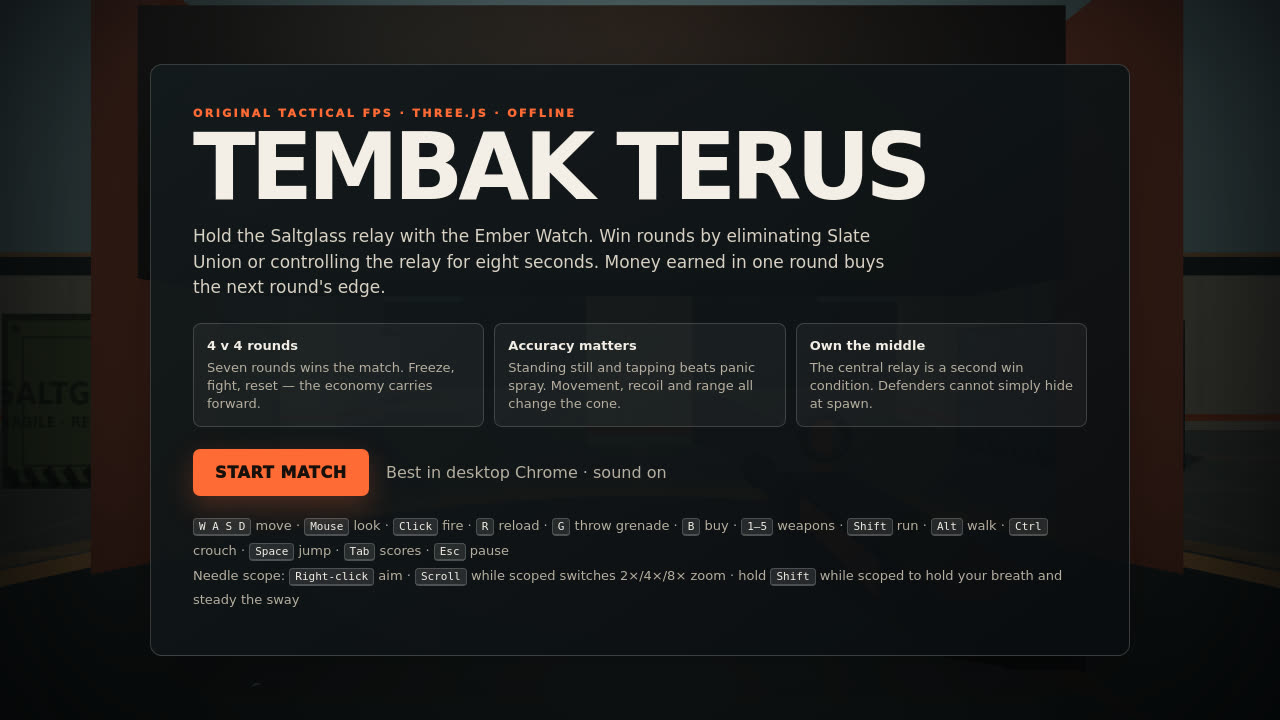 ORIGINAL TACTICAL FPS · THREE.JS · OFFLINE
TEMBAK TERUS
Hold the Saltglass relay with the Ember Watch. Win rounds by eliminating Slate
Union or controlling the relay for eight seconds. Money earned in one round buys
the next round's edge.
4 v 4 rounds
Seven rounds wins the match. Freeze,
fight, reset — the economy carries
forward.
Accuracy matters
Standing still and tapping beats panic
spray. Movement, recoil and range all
change the cone.
Own the middle
The central relay is a second win
condition. Defenders cannot simply hide
at spawn.
START MATCH
Best in desktop Chrome · sound on
W A S D move · Mouse look · Click fire · R reload · G throw grenade · B buy · 1–5 weapons · Shift run · Alt walk · Ctrl
crouch · Space jump · Tab scores · Esc pause
Needle scope: Right-click aim · Scroll while scoped switches 2×/4×/8× zoom · hold Shift while scoped to hold your breath and
steady the sway
SALTG